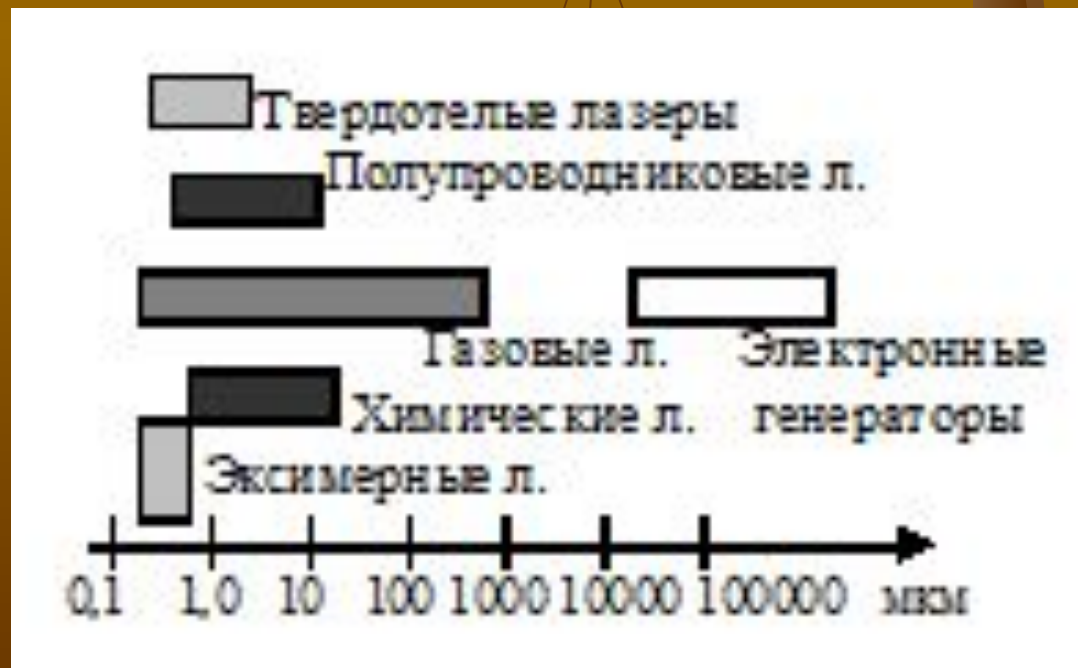 Твердотелые лазеры
Полупроводниковые л.
Газовые л.
Электронные
генераторы
Химические л.
Эксимерные л.
0,1 1,0 10 100 1000 10000 100000 мкм